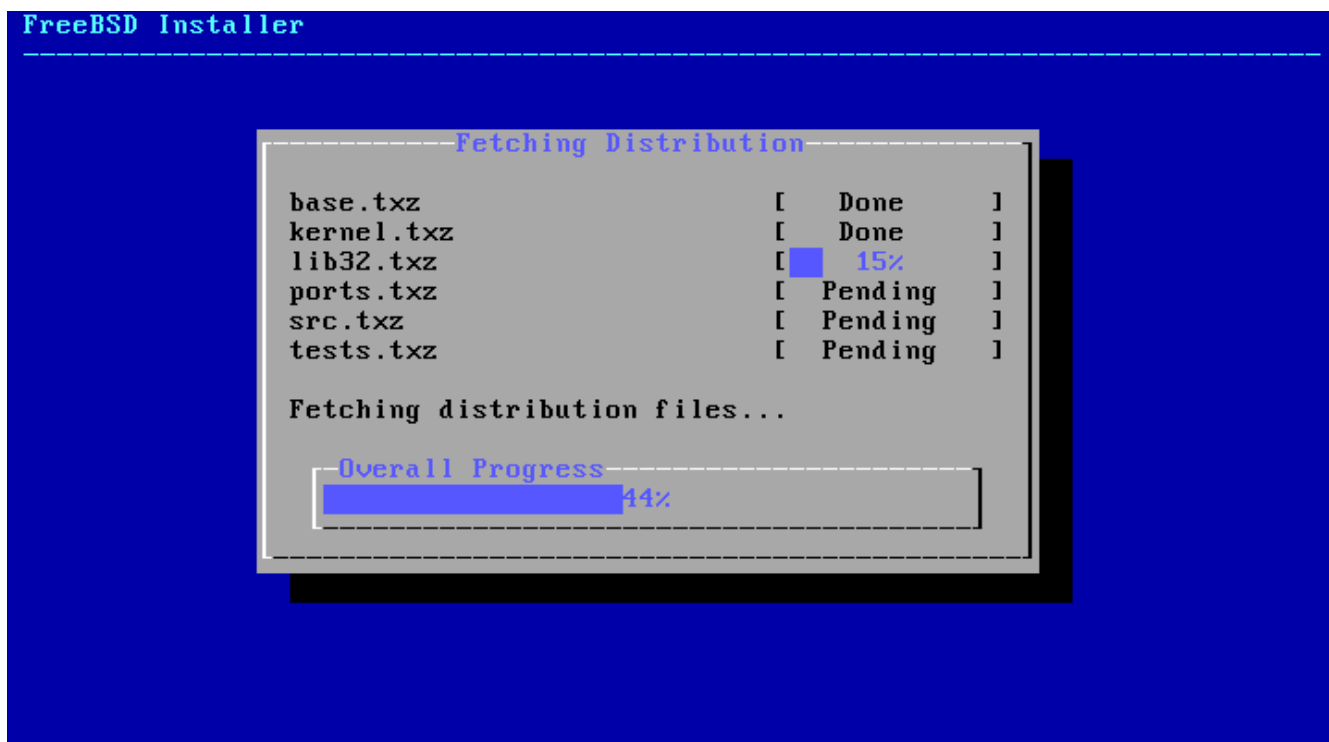 FreeBSD Installer
Fetching Distribution
base.txz [ Done ]
kernel.txz [ Done ]
lib32.txz [ 15% ]
ports.txz [ Pending ]
src.txz [ Pending ]
tests.txz [ Pending ]
Fetching distribution files...
Overall Progress
44%